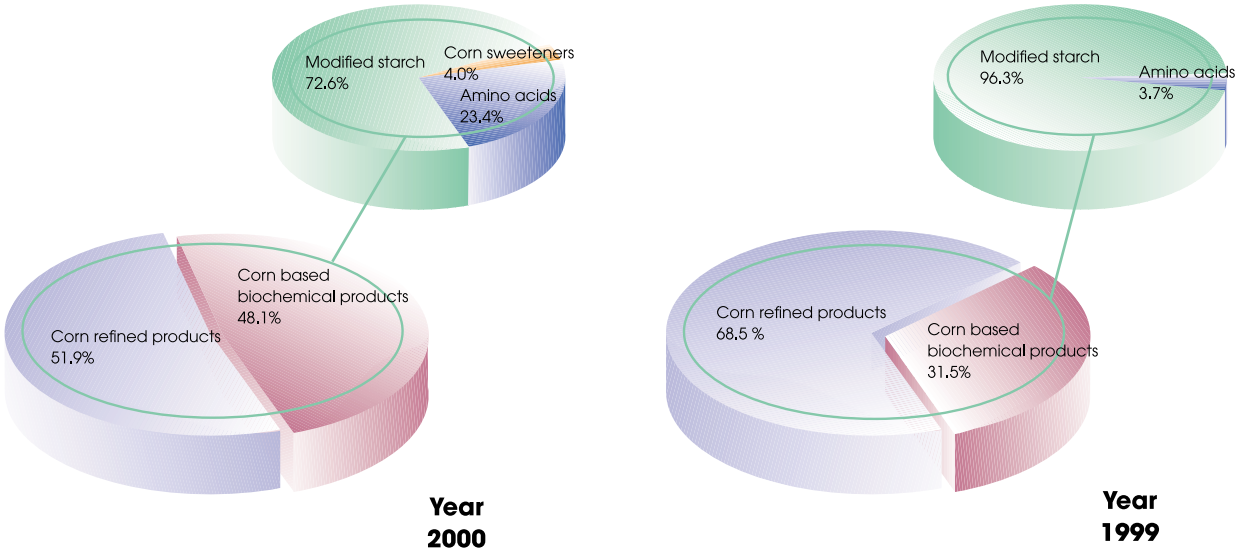 Modified starch
72.6%
Corn sweeteners
4.0%
Amino acids
23.4%
Corn based
biochemical products
48.1%
Corn refined products
51.9%
Year
2000
Modified starch
96.3%
Amino acids
3.7%
Corn refined products
68.5 %
Corn based
biochemical products
31.5%
Year
1999